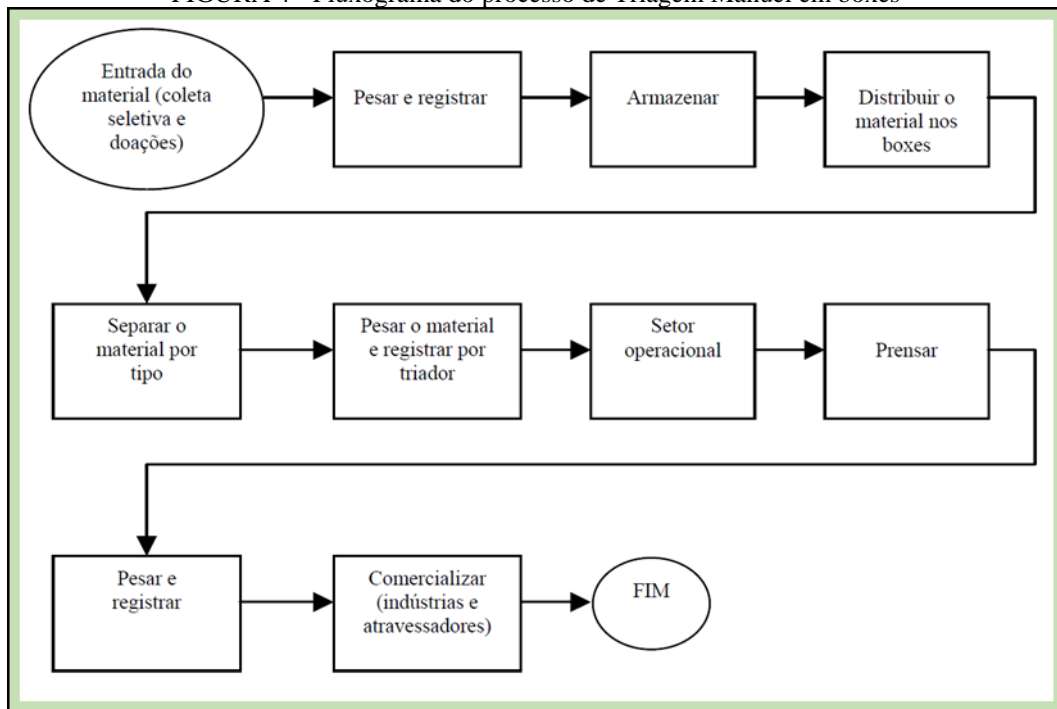 FIGURA 4 - Fluxograma do processo de Triagem Manuel em boxes
Entrada do
material (coleta
seletiva e
doações)
Pesar e registrar
Armazenar
Distribuir o
material nos
boxes
Separar o
material por
tipo
Pesar o material
e registrar por
triador
Setor
operacional
Prensar
Pesar e
registrar
Comercializar
(indústrias e
atravessadores)
FIM